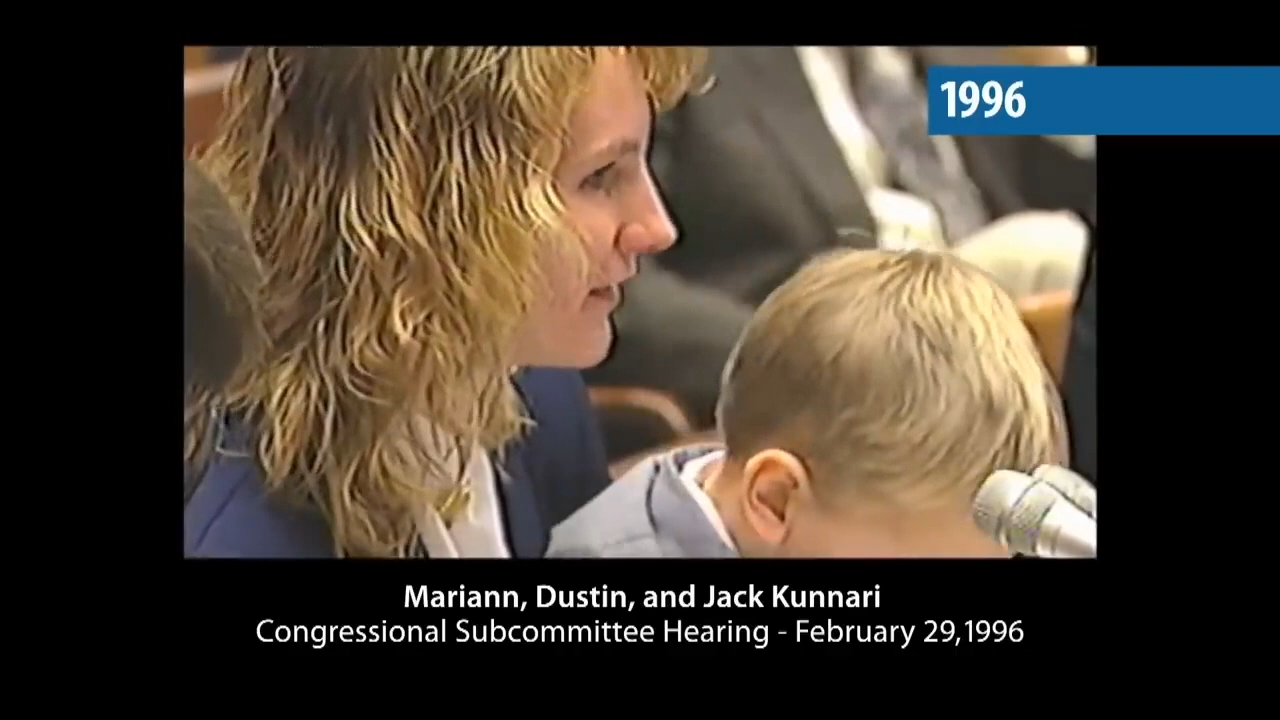 1996
Mariann, Dustin, and Jack Kunnari
Congressional Subcommittee Hearing - February 29,1996